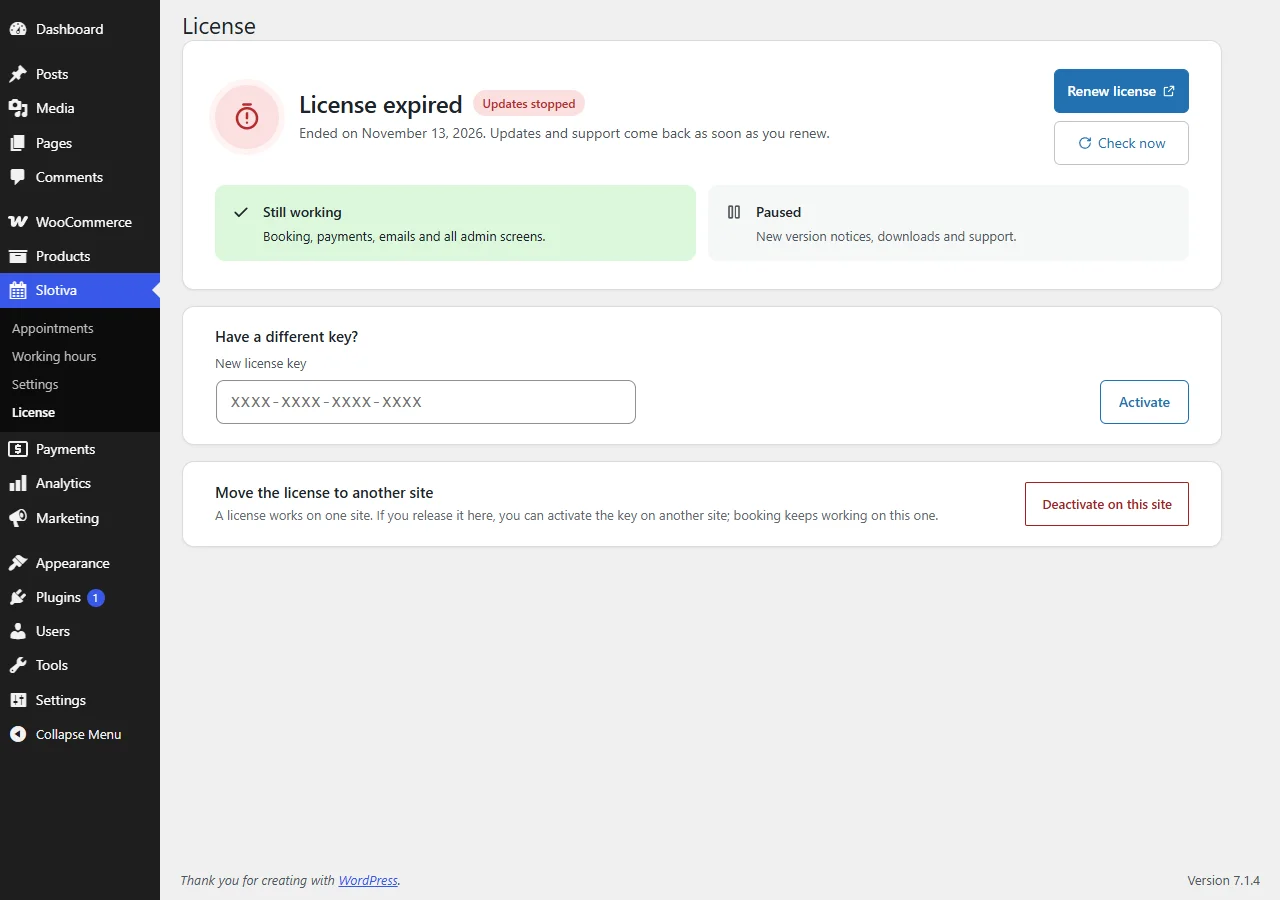 Dashboard
Posts
Media
Pages
Comments
WooCommerce
Products
Slotiva
Appointments
Working hours
Settings
License
Payments
Analytics
Marketing
Appearance
Plugins 1
Users
Tools
Settings
Collapse Menu
License
License expired Updates stopped
Ended on November 13, 2026. Updates and support come back as soon as you renew.
Renew license
Check now
Still working
Booking, payments, emails and all admin screens.
Paused
New version notices, downloads and support.
Have a different key?
New license key
XXXX-XXXX-XXXX-XXXX
Activate
Move the license to another site
A license works on one site. If you release it here, you can activate the key on another site; booking keeps working on this one.
Deactivate on this site
Thank you for creating with WordPress.
Version 7.1.4